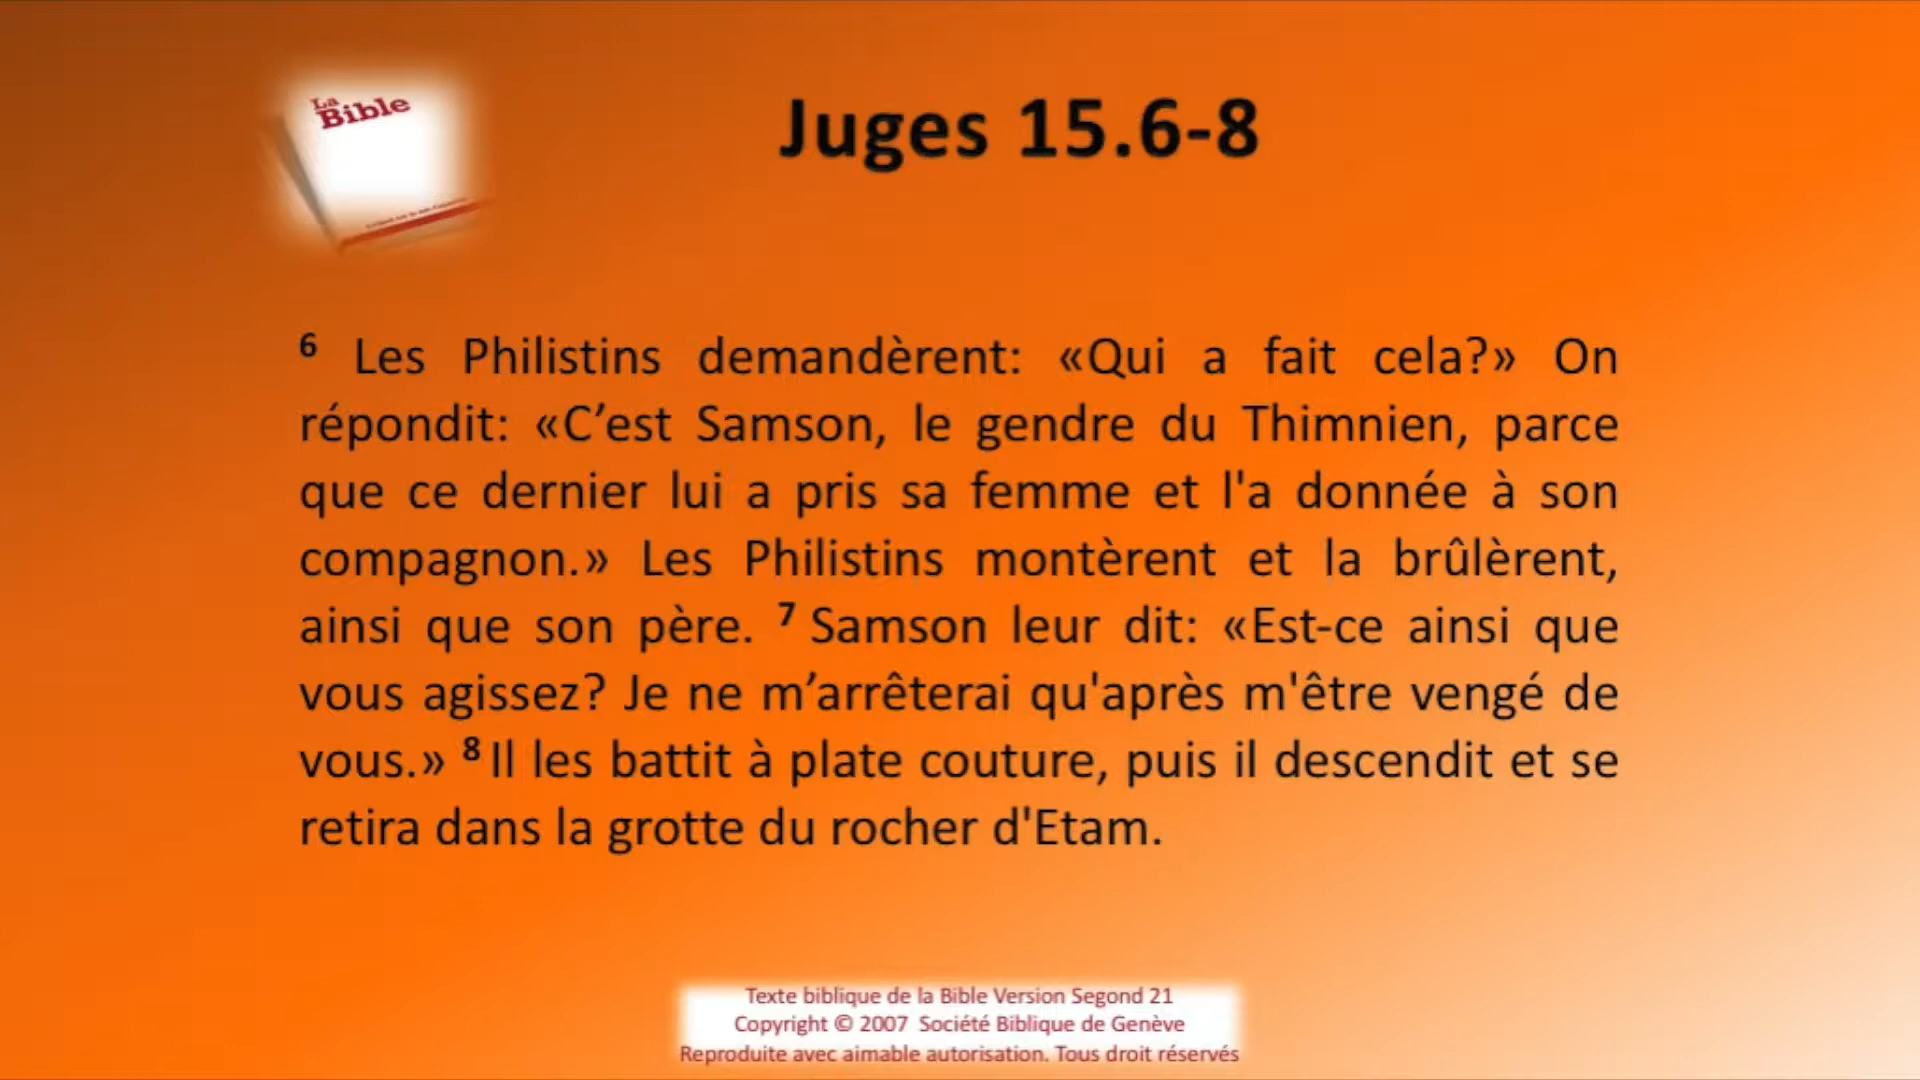 La
Bible
Juges 15.6-8
6 Les Philistins demandèrent: «Qui a fait cela?» On
répondit: «C’est Samson, le gendre du Thimnien, parce
que ce dernier lui a pris sa femme et l'a donnée à son
compagnon.» Les Philistins montèrent et la brûlèrent,
ainsi que son père. 7 Samson leur dit: «Est-ce ainsi que
vous agissez? Je ne m’arrêterai qu'après m'être vengé de
vous.» 8 Il les battit à plate couture, puis il descendit et se
retira dans la grotte du rocher d'Etam.
Texte biblique de la Bible Version Segond 21
Copyright © 2007 Société Biblique de Genève
Reproduite avec aimable autorisation. Tous droit réservés